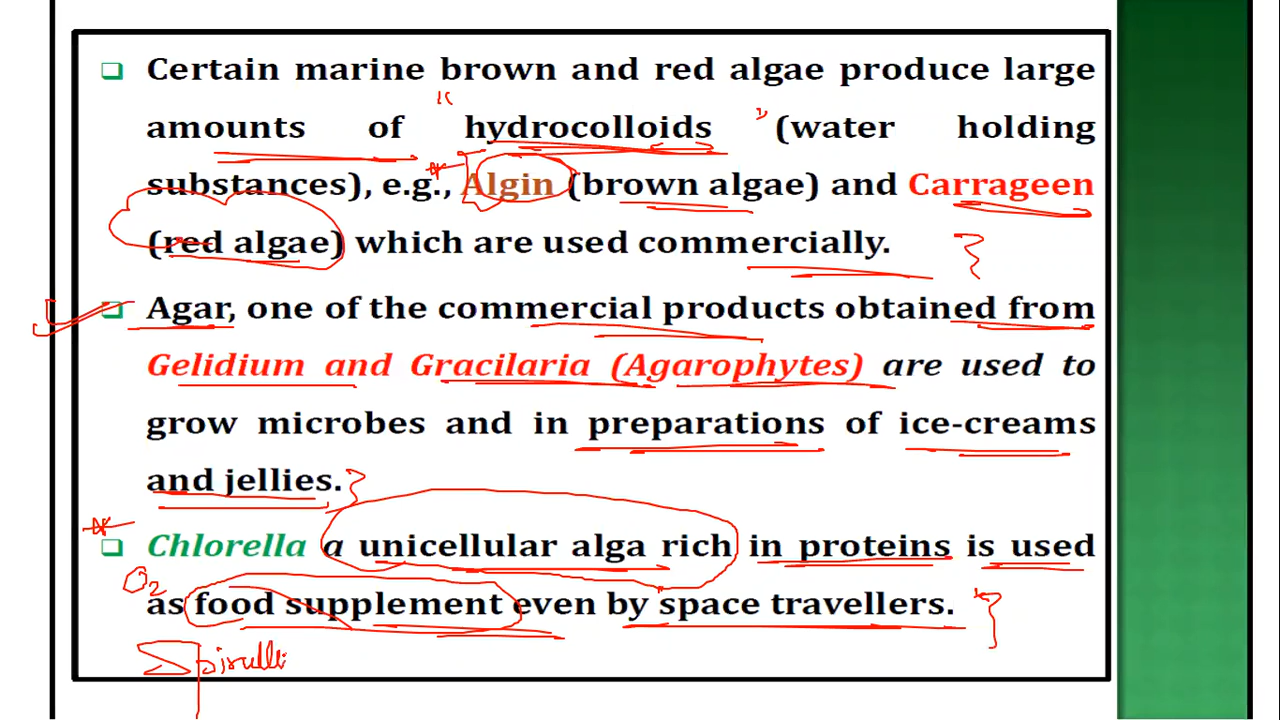 Certain marine brown and red algae produce large
amounts of " hydrocolloids " (water holding
substances), e.g., Algin (brown algae) and Carrageen
(red algae) which are used commercially.
Agar, one of the commercial products obtained from
Gelidium and Gracilaria (Agarophytes) are used to
grow microbes and in preparations of ice-creams
and jellies.
Chlorella a unicellular alga rich in proteins is used
O2
as food supplement even by space travellers.
Spirulli